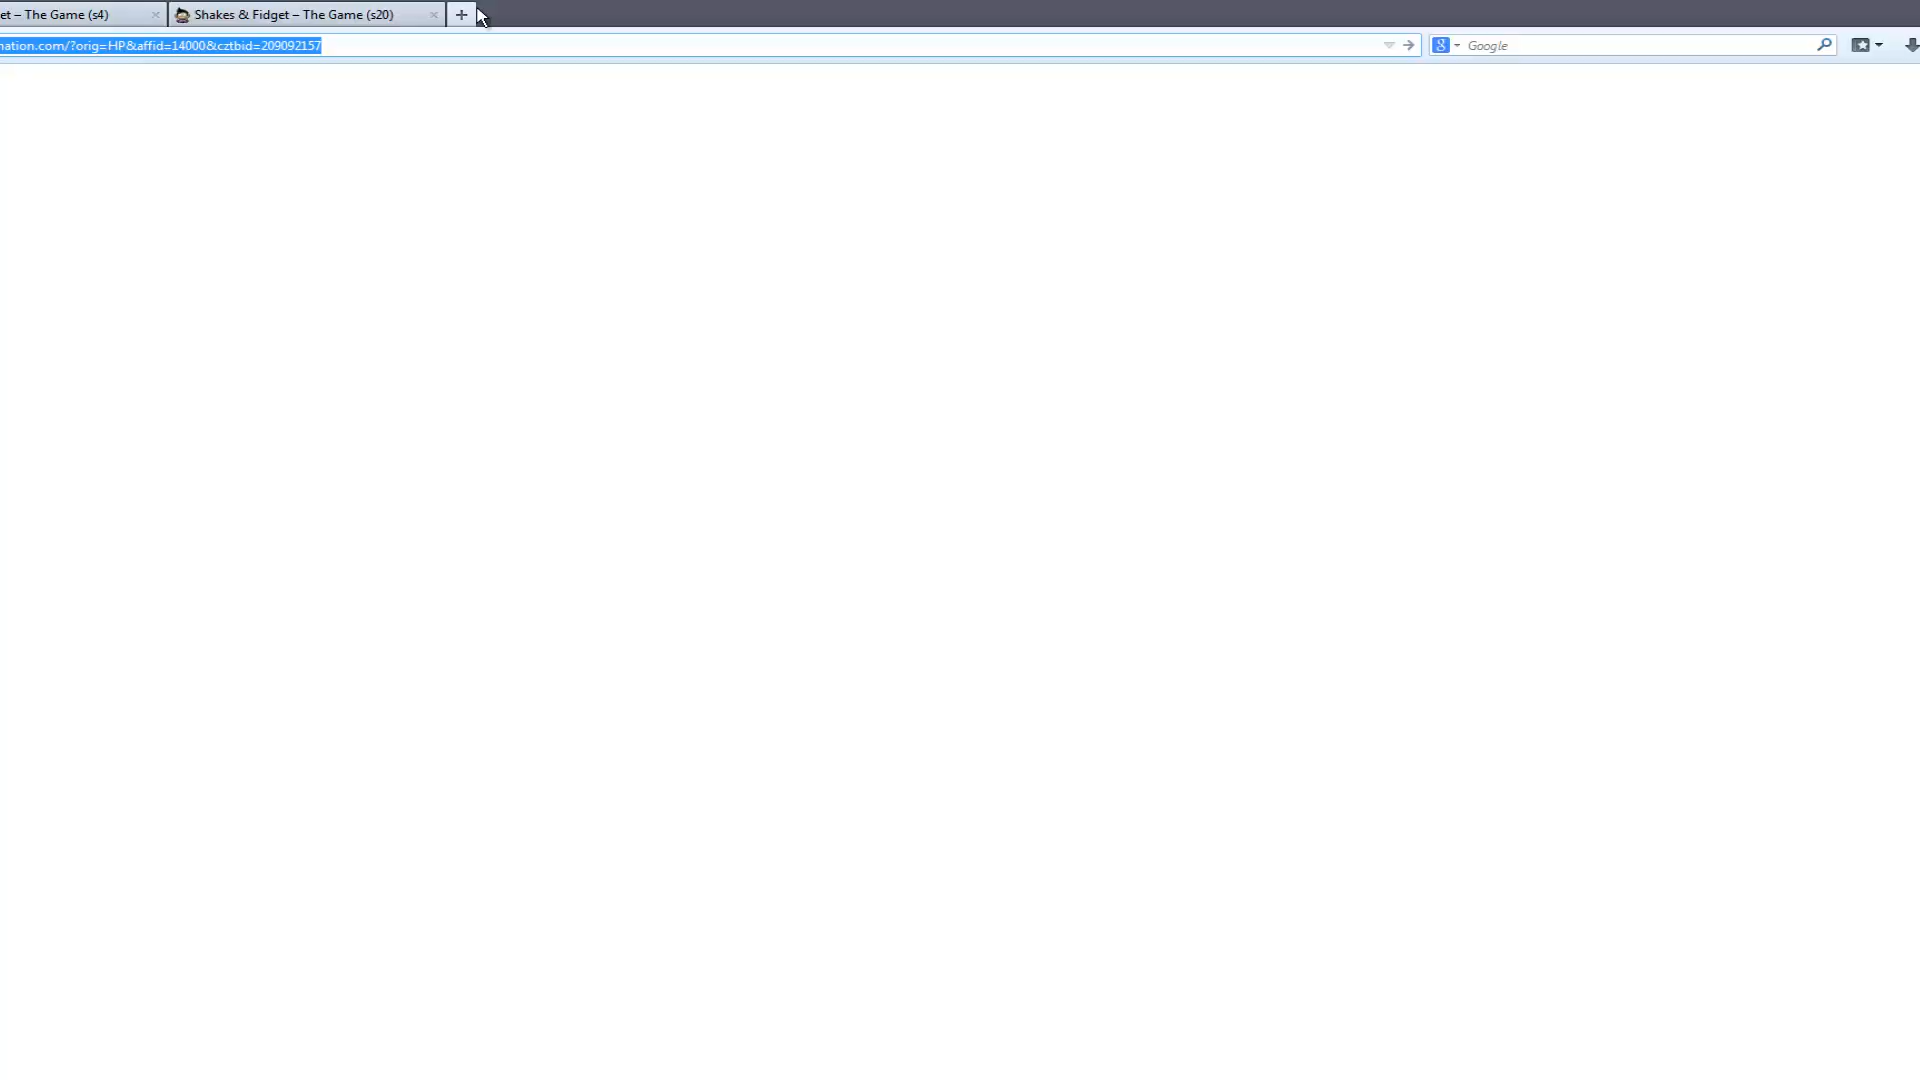 et – The Game (s4)
Shakes & Fidget – The Game (s20)
nation.com/?orig=HP&affid=14000&cztbid=209092157
Google